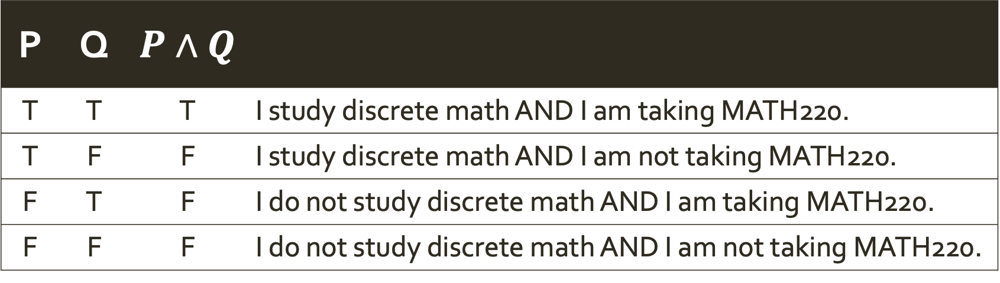 P Q P ∧ Q
T T T I study discrete math AND I am taking MATH220.
T F F I study discrete math AND I am not taking MATH220.
F T F I do not study discrete math AND I am taking MATH220.
F F F I do not study discrete math AND I am not taking MATH220.